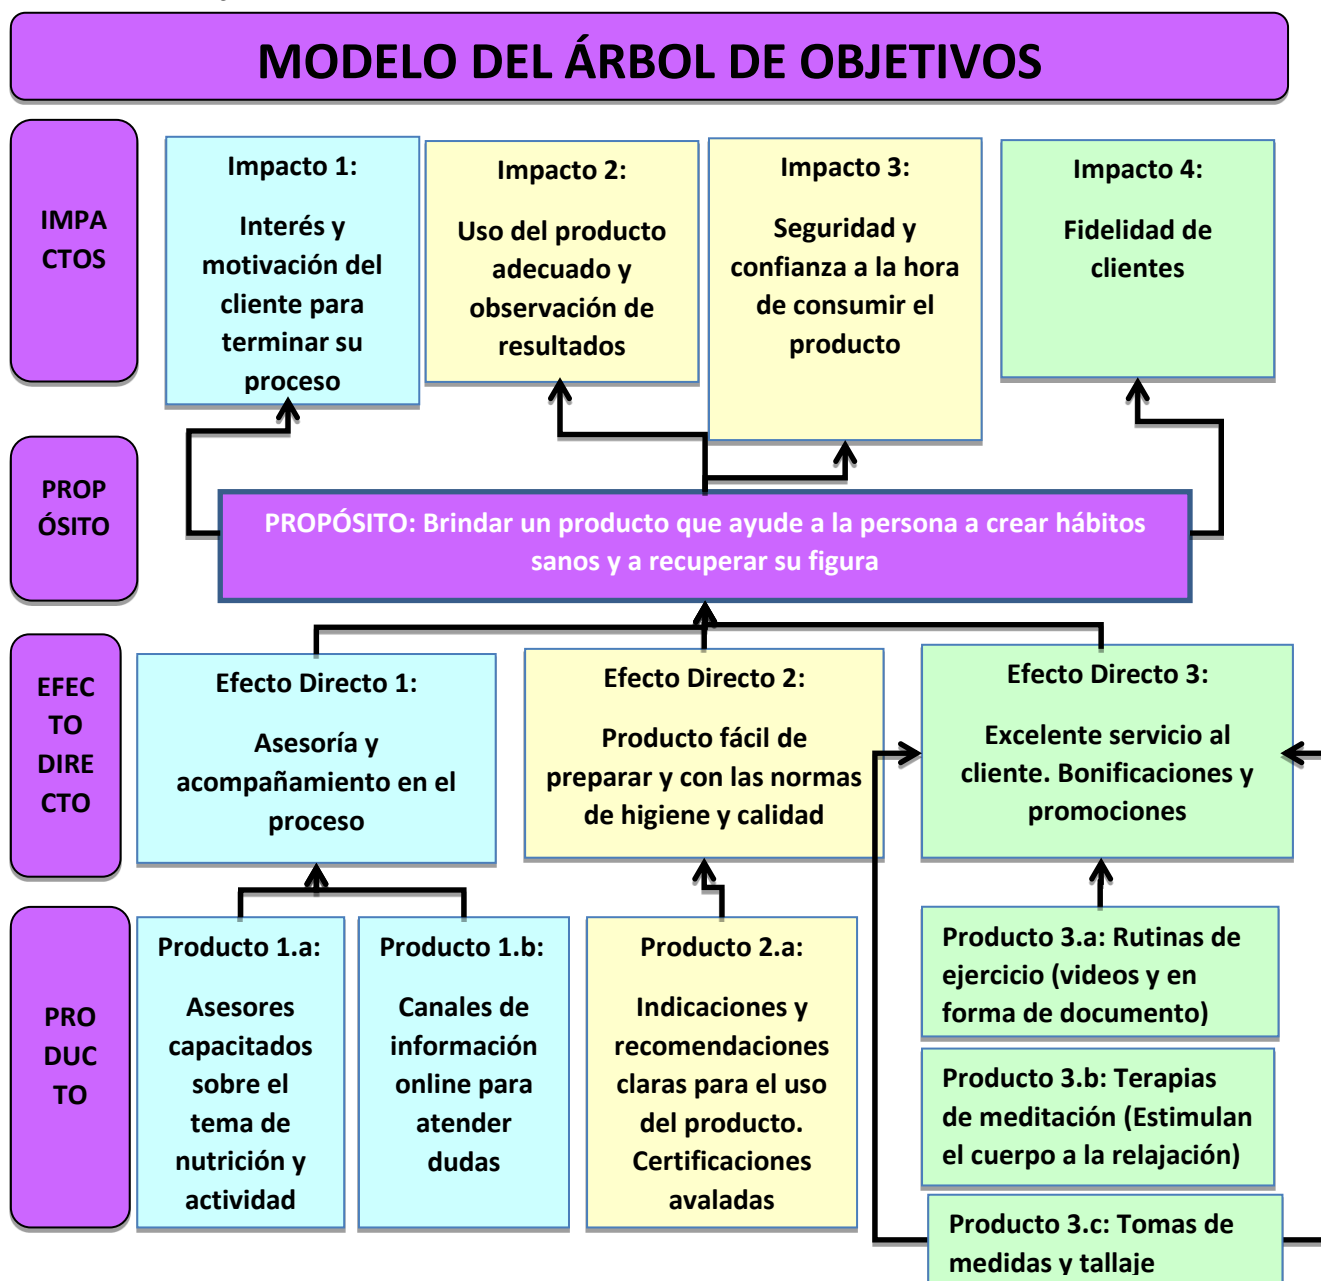 MODELO DEL ÁRBOL DE OBJETIVOS
IMPA
CTOS
Impacto 1:
Interés y
motivación del
cliente para
terminar su
proceso
Impacto 2:
Uso del producto
adecuado y
observación de
resultados
Impacto 3:
Seguridad y
confianza a la hora
de consumir el
producto
Impacto 4:
Fidelidad de
clientes
PROP
ÓSITO
PROPÓSITO: Brindar un producto que ayude a la persona a crear hábitos
sanos y a recuperar su figura
EFEC
TO
DIRE
CTO
Efecto Directo 1:
Asesoría y
acompañamiento en el
proceso
Efecto Directo 2:
Producto fácil de
preparar y con las normas
de higiene y calidad
Efecto Directo 3:
Excelente servicio al
cliente. Bonificaciones y
promociones
PRO
DUC
TO
Producto 1.a:
Asesores
capacitados
sobre el
tema de
nutrición y
actividad
Producto 1.b:
Canales de
información
online para
atender
dudas
Producto 2.a:
Indicaciones y
recomendaciones
claras para el uso
del producto.
Certificaciones
avaladas
Producto 3.a: Rutinas de
ejercicio (videos y en
forma de documento)
Producto 3.b: Terapias
de meditación (Estimulan
el cuerpo a la relajación)
Producto 3.c: Tomas de
medidas y tallaje